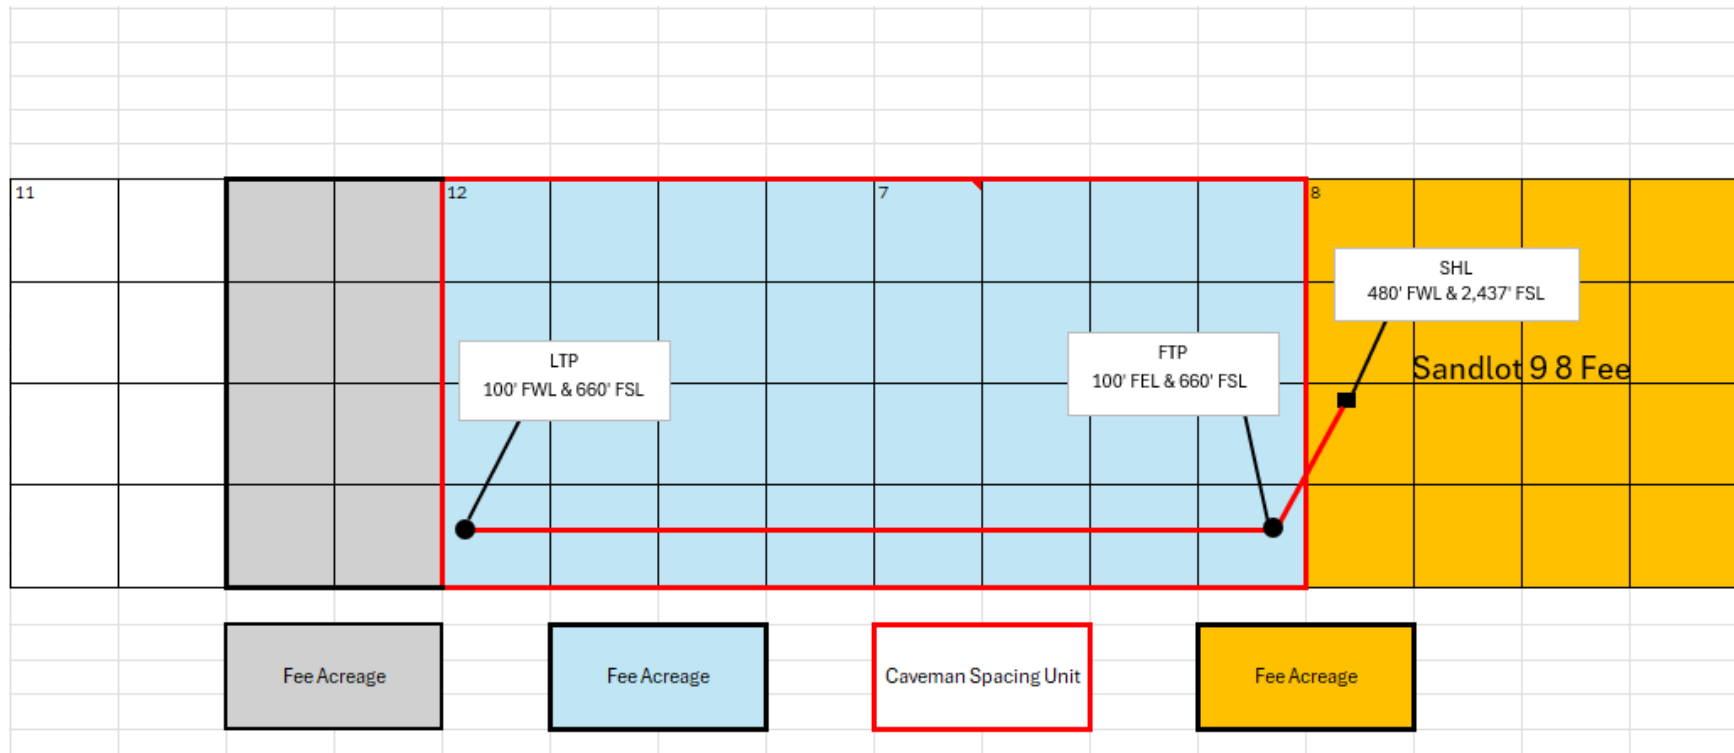 11
12
7
8
SHL
480' FWL & 2,437' FSL
LTP
100' FWL & 660' FSL
FTP
100' FEL & 660' FSL
Sandlot 9 8 Fee
Fee Acreage
Fee Acreage
Caveman Spacing Unit
Fee Acreage